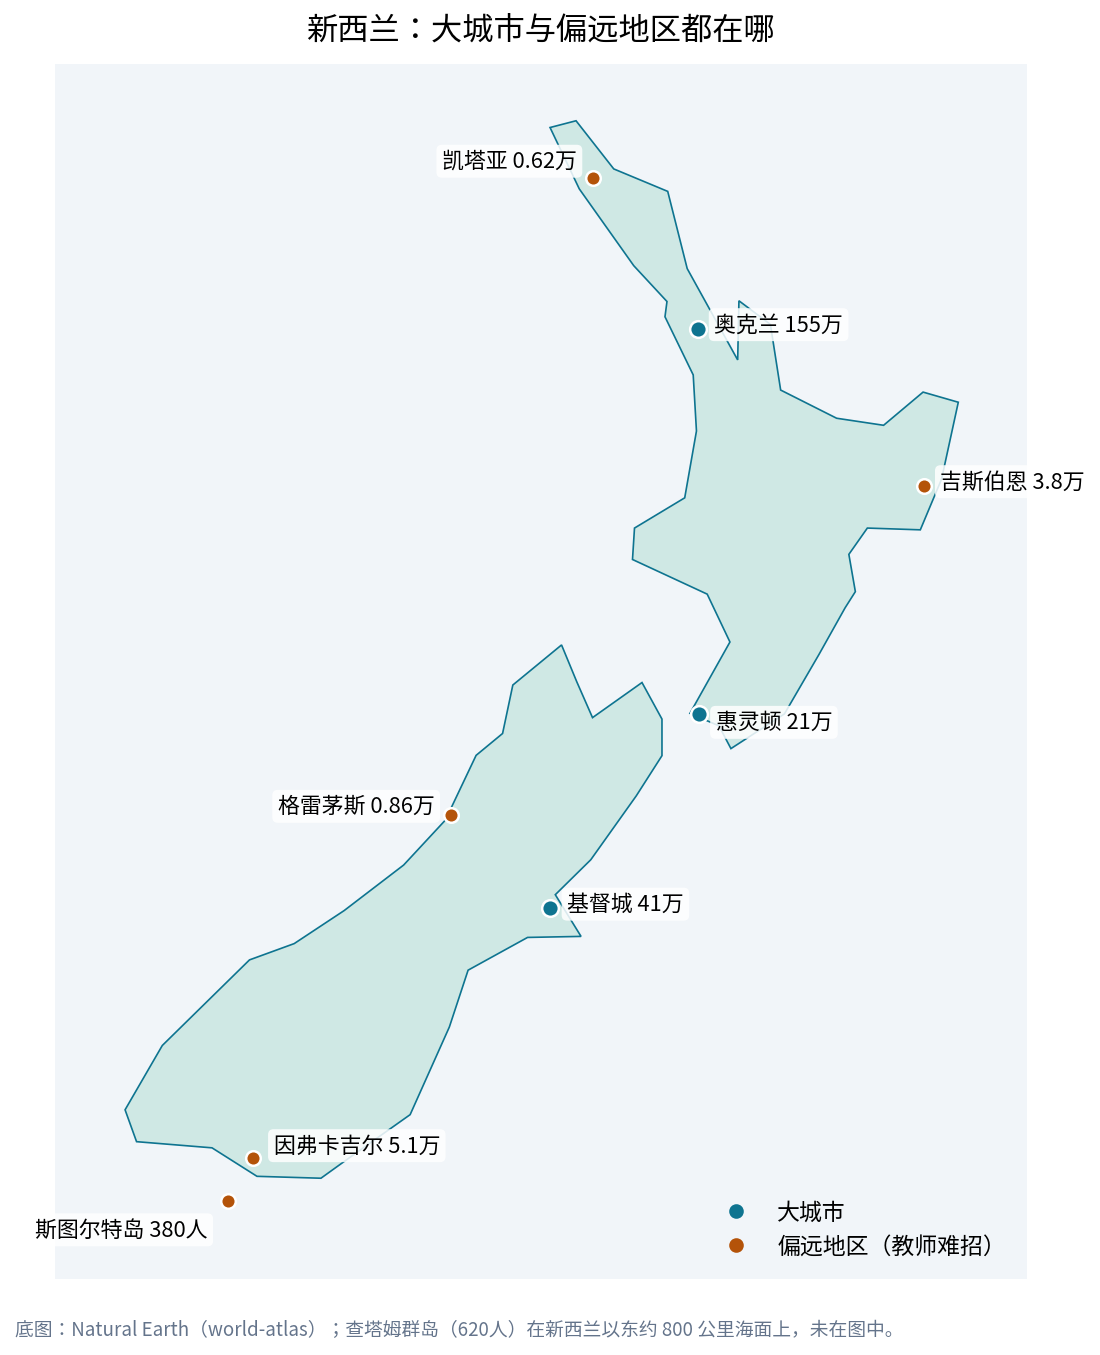 新西兰：大城市与偏远地区都在哪
凯塔亚 0.62万
奥克兰 155万
吉斯伯恩 3.8万
惠灵顿 21万
格雷茅斯 0.86万
基督城 41万
因弗卡吉尔 5.1万
斯图尔特岛 380人
大城市
偏远地区（教师难招）
底图：Natural Earth（world-atlas）；查塔姆群岛（620人）在新西兰以东约 800 公里海面上，未在图中。